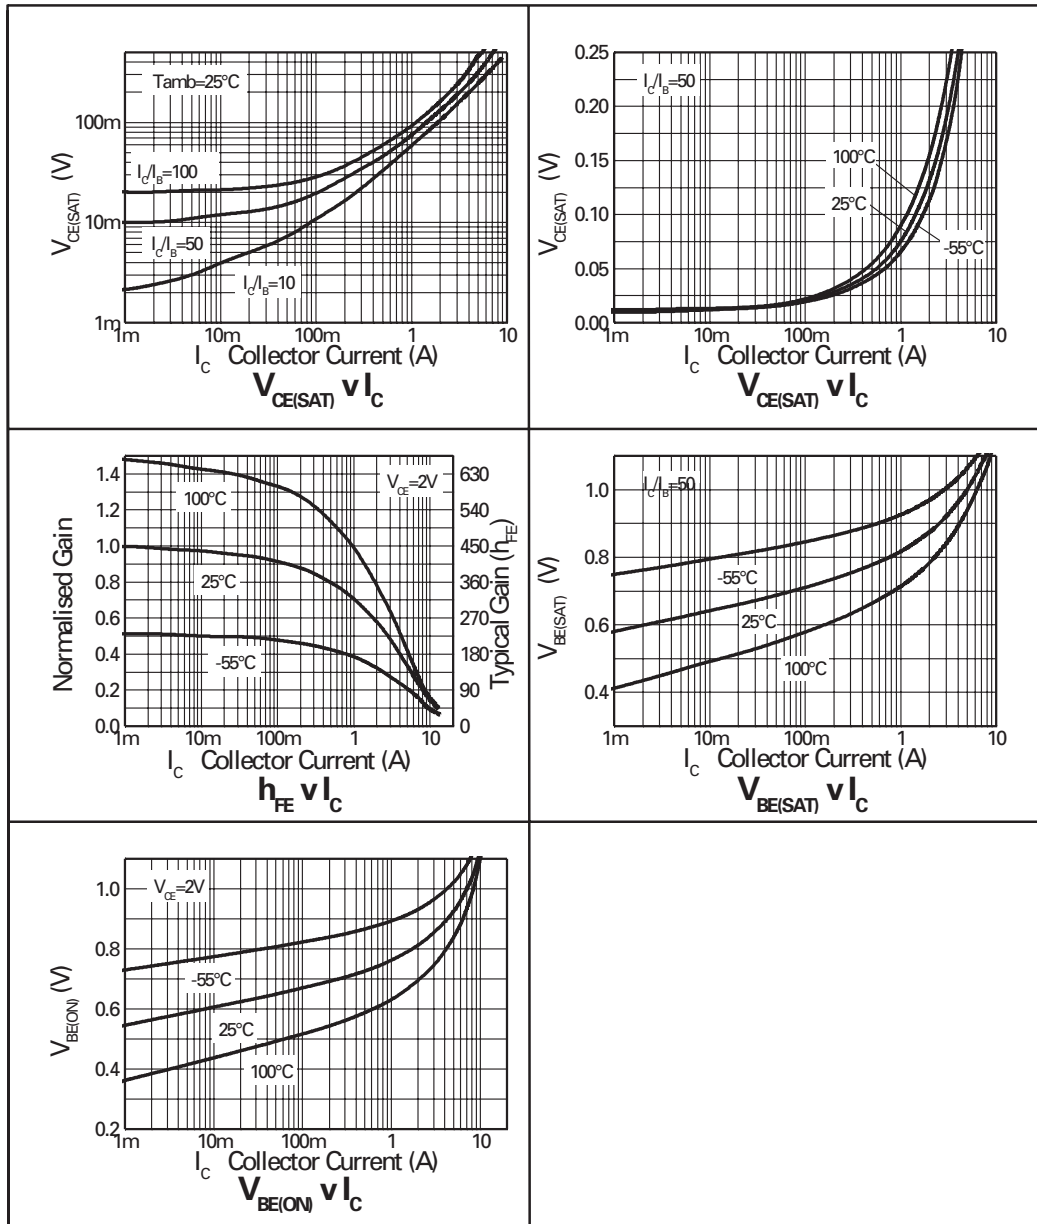 Tamb=25°C
I_C/I_B=100
I_C/I_B=50
I_C/I_B=10
V_CE(SAT) (V)
100m
10m
1m
1m 10m 100m 1 10
I_C Collector Current (A)
V_CE(SAT) v I_C
I_C/I_B=50
100°C
25°C
-55°C
V_CE(SAT) (V)
0.25
0.20
0.15
0.10
0.05
0.00
1m 10m 100m 1 10
I_C Collector Current (A)
V_CE(SAT) v I_C
V_CE=2V
100°C
25°C
-55°C
Normalised Gain
1.4
1.2
1.0
0.8
0.6
0.4
0.2
0.0
630
540
450
360
270
180
90
0
Typical Gain (h_FE)
1m 10m 100m 1 10
I_C Collector Current (A)
h_FE v I_C
I_C/I_B=50
-55°C
25°C
100°C
V_BE(SAT) (V)
1.0
0.8
0.6
0.4
1m 10m 100m 1 10
I_C Collector Current (A)
V_BE(SAT) v I_C
V_CE=2V
-55°C
25°C
100°C
V_BE(ON) (V)
1.0
0.8
0.6
0.4
0.2
1m 10m 100m 1 10
I_C Collector Current (A)
V_BE(ON) v I_C